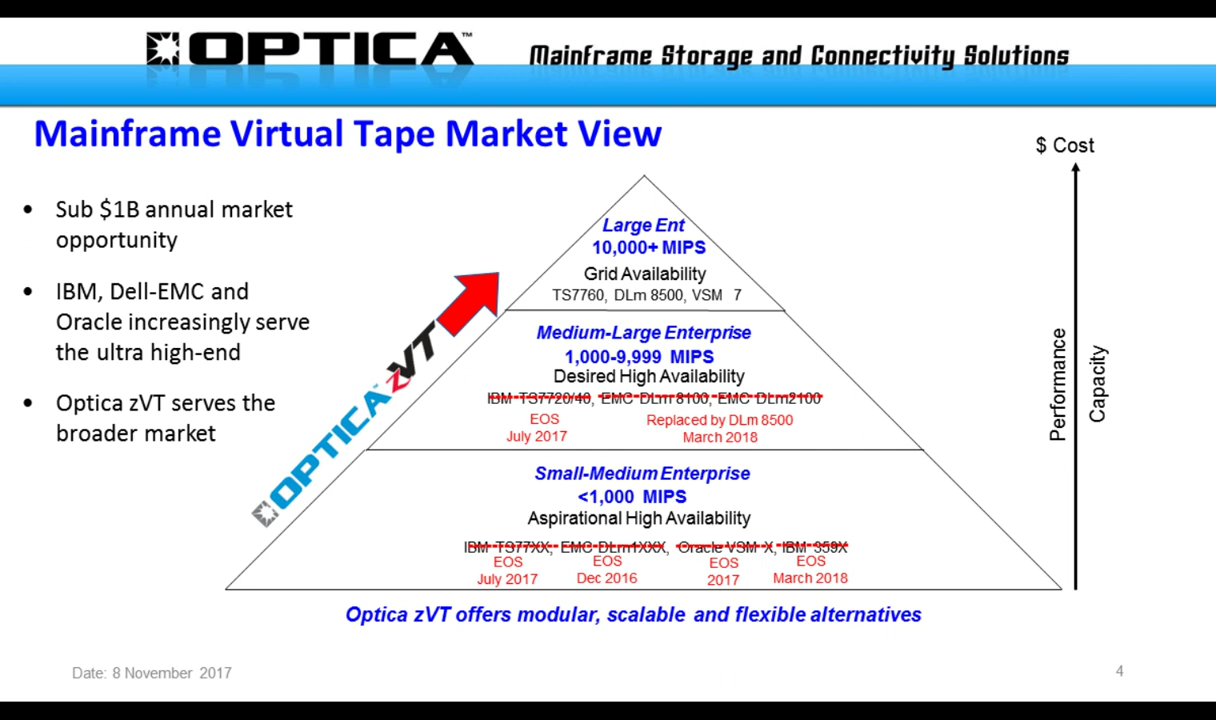 OPTICA™ Mainframe Storage and Connectivity Solutions
Mainframe Virtual Tape Market View
• Sub $1B annual market
opportunity
• IBM, Dell-EMC and
Oracle increasingly serve
the ultra high-end
• Optica zVT serves the
broader market
OPTICA™ zVT
Large Ent
10,000+ MIPS
Grid Availability
TS7760, DLm 8500, VSM 7
Medium-Large Enterprise
1,000-9,999 MIPS
Desired High Availability
IBM TS7720/40, EMC DLm 8100, EMC DLm2100
EOS Replaced by DLm 8500
July 2017 March 2018
Small-Medium Enterprise
<1,000 MIPS
Aspirational High Availability
IBM TS77XX, EMC DLm1XXX, Oracle VSM X, IBM 359X
EOS EOS EOS EOS
July 2017 Dec 2016 2017 March 2018
$ Cost
Performance
Capacity
Optica zVT offers modular, scalable and flexible alternatives
Date: 8 November 2017
4